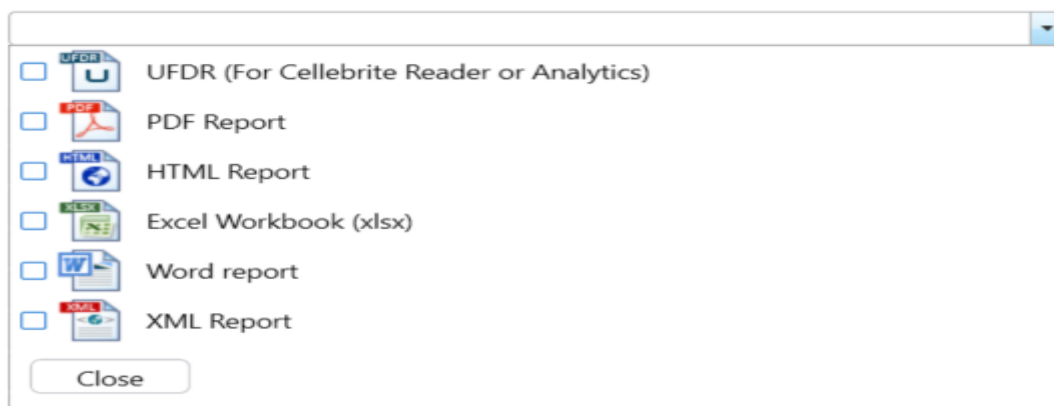 UFDR
U
UFDR (For Cellebrite Reader or Analytics)
PDF
PDF Report
HTML
HTML Report
XLSX
X
Excel Workbook (xlsx)
W
Word report
XML
<>
XML Report
Close